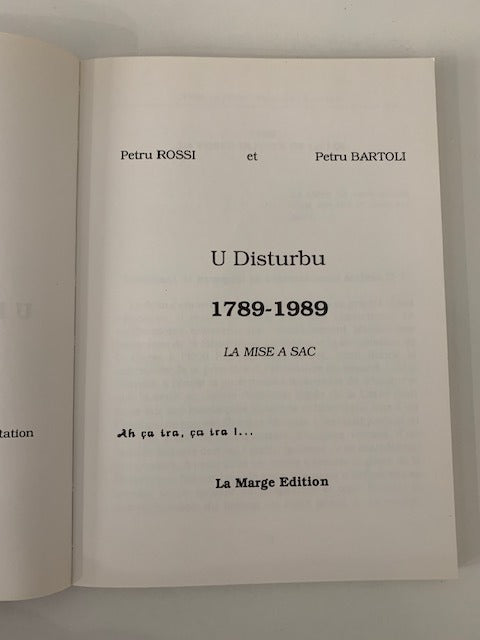 Petru ROSSI et Petru BARTOLI
U Disturbu
1789-1989
LA MISE A SAC
tation
Ah ça ira, ça ira !...
La Marge Edition